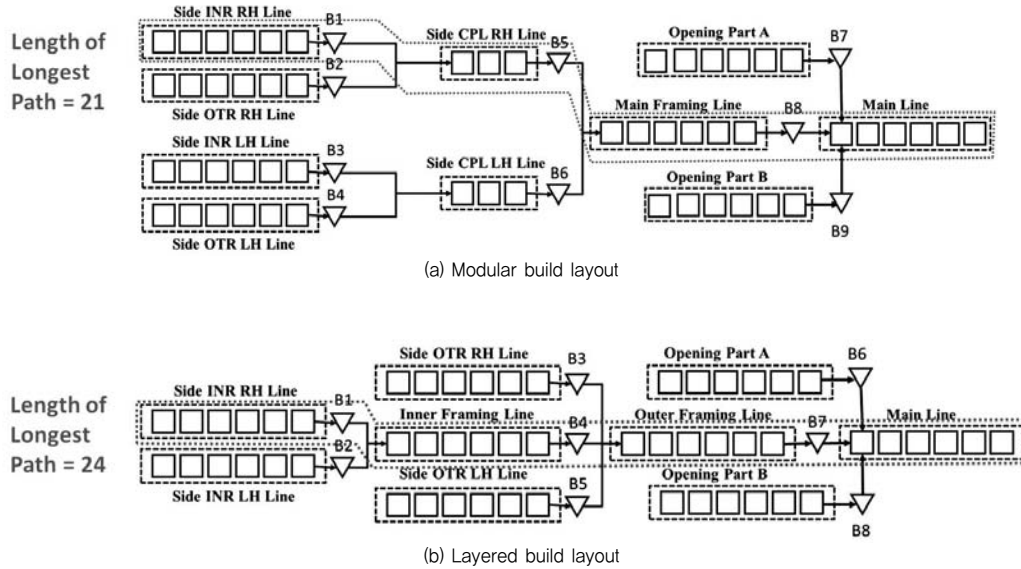 Length of
Longest
Path = 21
Side INR RH Line
B1
Side OTR RH Line
B2
Side INR LH Line
B3
Side OTR LH Line
B4
Side CPL RH Line
B5
Side CPL LH Line
B6
Main Framing Line
B8
Opening Part A
B7
Main Line
Opening Part B
B9
(a) Modular build layout
Length of
Longest
Path = 24
Side INR RH Line
B1
Side INR LH Line
B2
Side OTR RH Line
B3
Inner Framing Line
B4
Side OTR LH Line
B5
Outer Framing Line
B7
Opening Part A
B6
Main Line
Opening Part B
B8
(b) Layered build layout